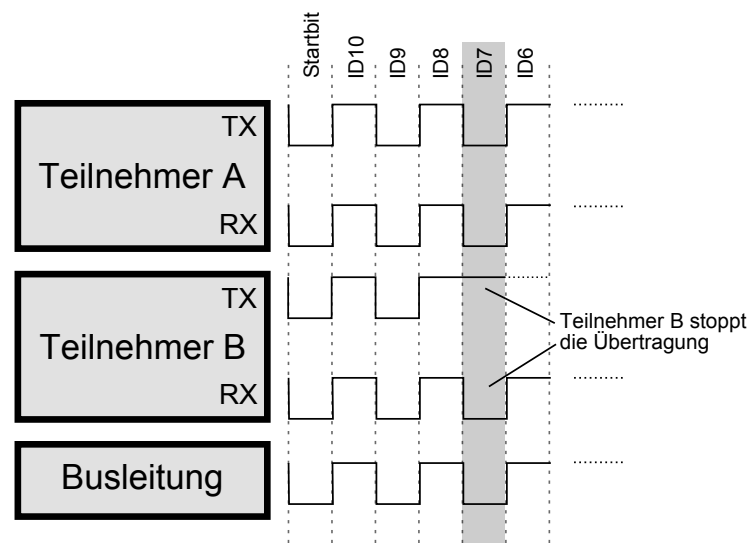 Startbit
ID10
ID9
ID8
ID7
ID6
TX
Teilnehmer A
RX
TX
Teilnehmer B
RX
Teilnehmer B stoppt
die Übertragung
Busleitung